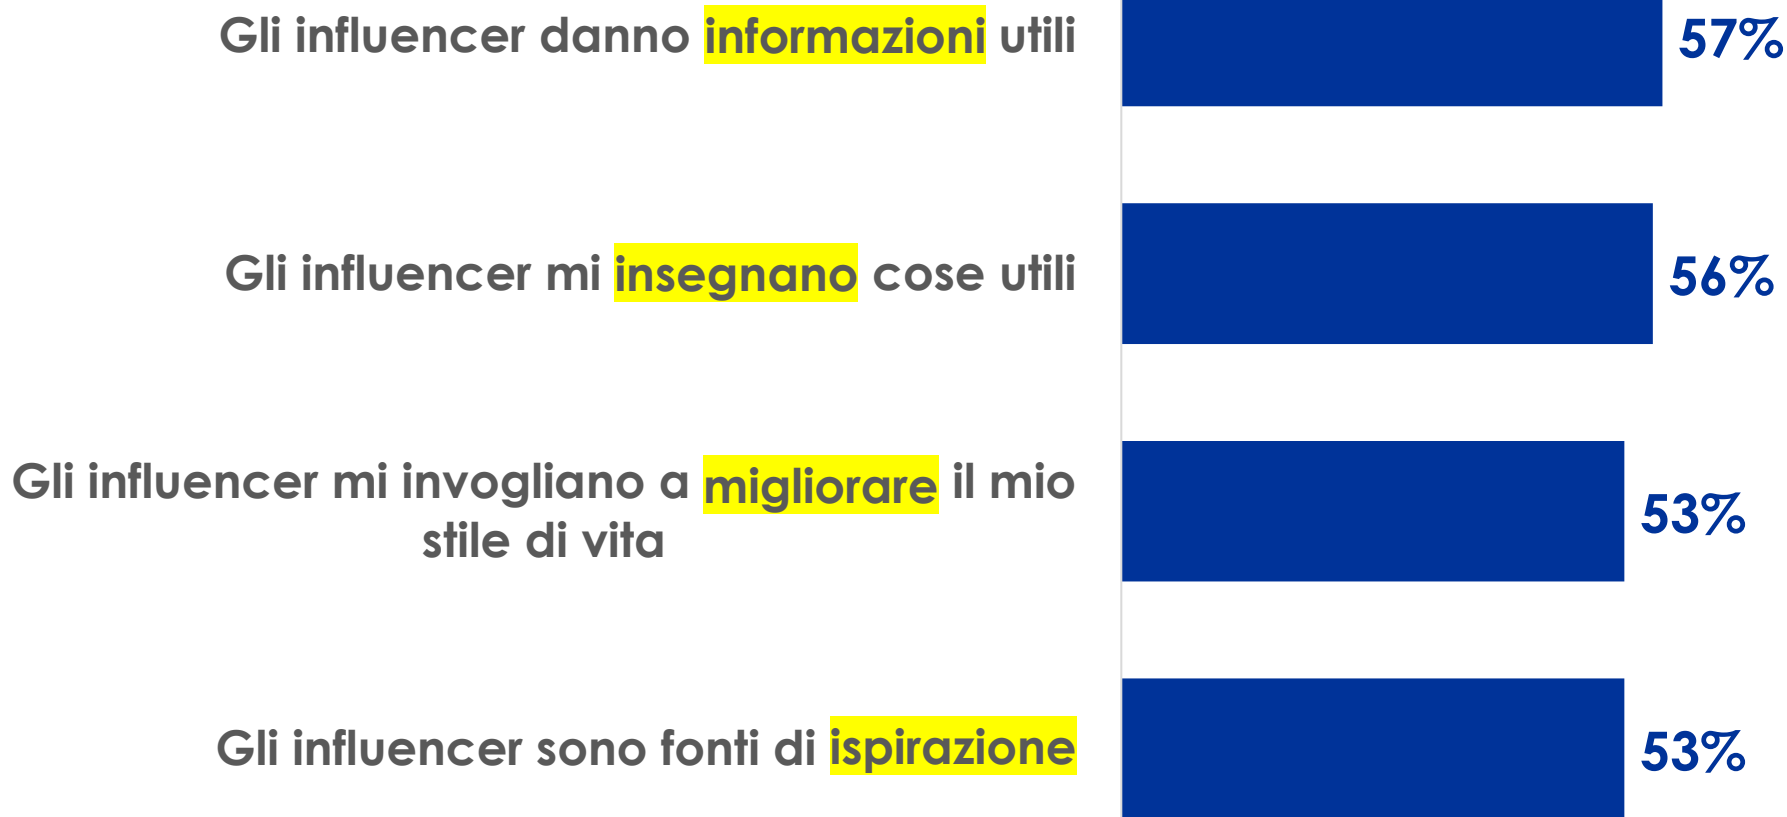 Gli influencer danno informazioni utili
57%
Gli influencer mi insegnano cose utili
56%
Gli influencer mi invogliano a migliorare il mio
stile di vita
53%
Gli influencer sono fonti di ispirazione
53%